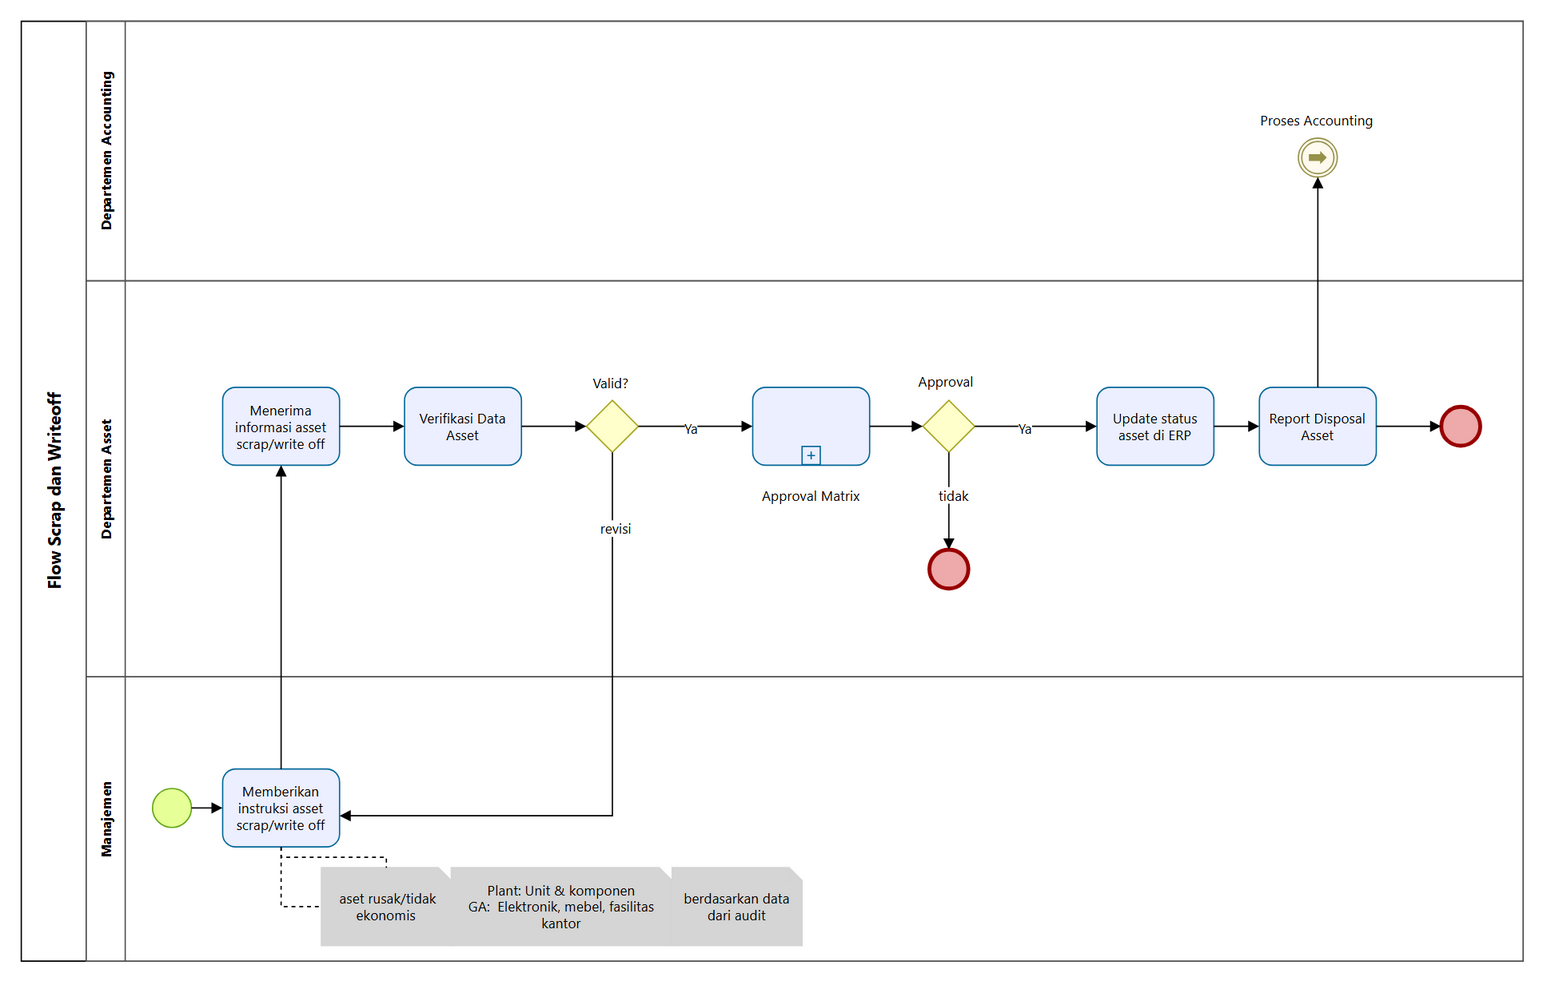 Flow Scrap dan Writeoff
Departemen Accounting
Proses Accounting
Departemen Asset
Menerima
informasi asset
scrap/write off
Verifikasi Data
Asset
Valid?
Ya
revisi
Approval Matrix
Approval
Ya
tidak
Update status
asset di ERP
Report Disposal
Asset
Manajemen
Memberikan
instruksi asset
scrap/write off
aset rusak/tidak
ekonomis
Plant: Unit & komponen
GA:  Elektronik, mebel, fasilitas
kantor
berdasarkan data
dari audit